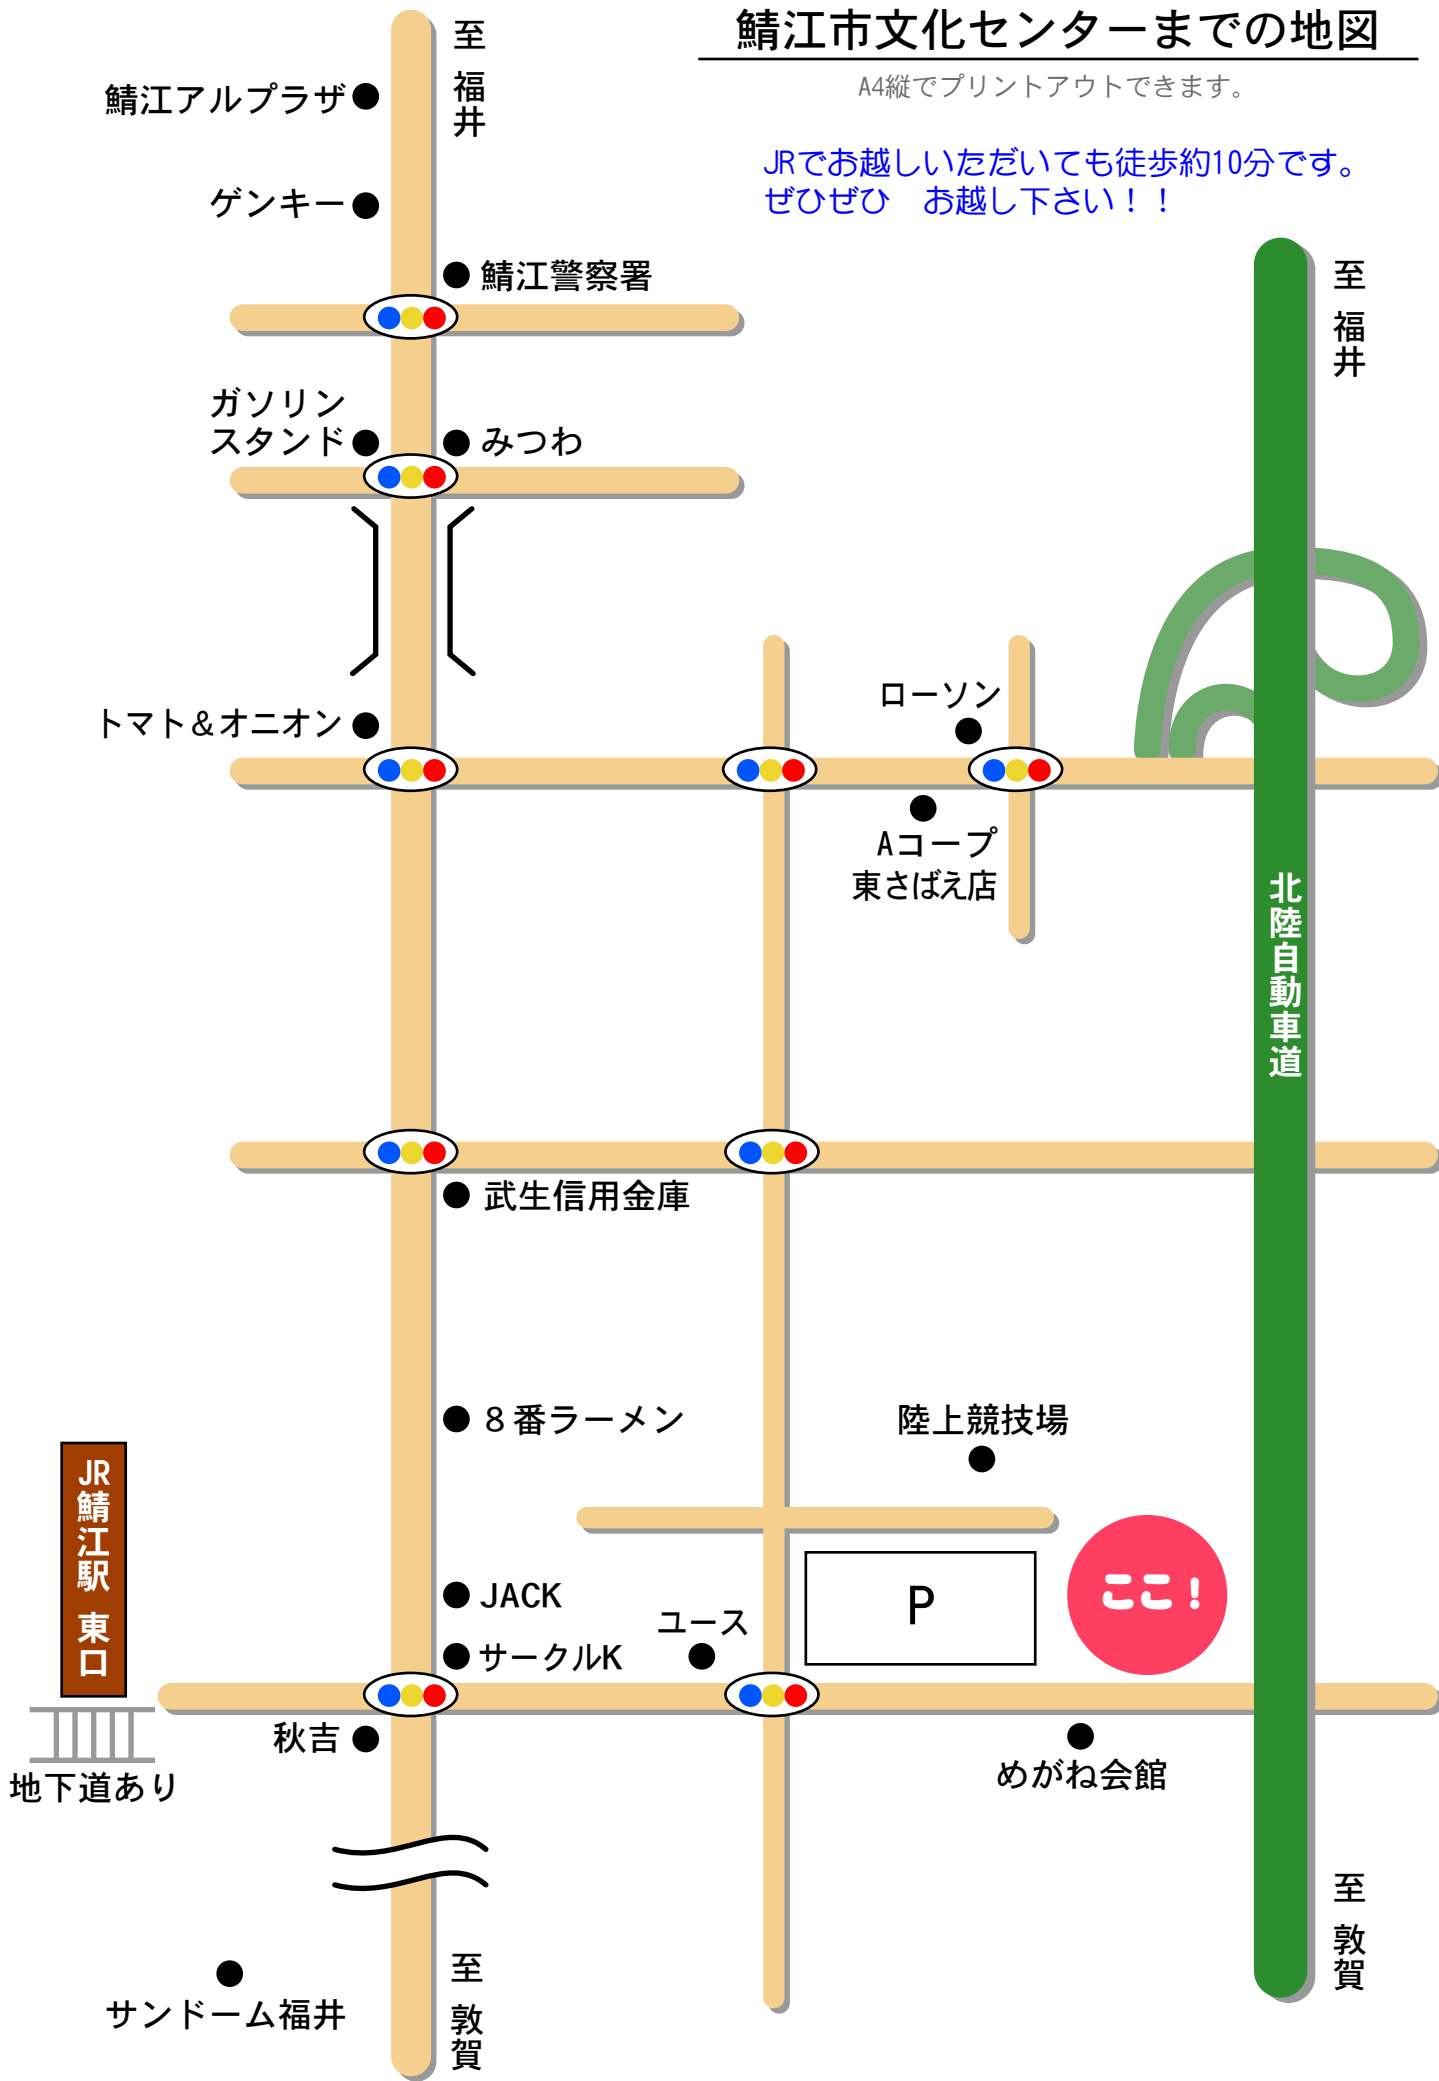 鯖江市文化センターまでの地図
A4縦でプリントアウトできます。
JRでお越しいただいても徒歩約10分です。
ぜひぜひ　お越し下さい！！
至 福井
鯖江アルプラザ
ゲンキー
鯖江警察署
至 福井
ガソリン
スタンド
みつわ
ローソン
トマト＆オニオン
Aコープ
東さばえ店
北陸自動車道
武生信用金庫
８番ラーメン
陸上競技場
JR鯖江駅 東口
JACK
ユース
P
ここ！
サークルK
秋吉
めがね会館
地下道あり
至 敦賀
サンドーム福井
至 敦賀